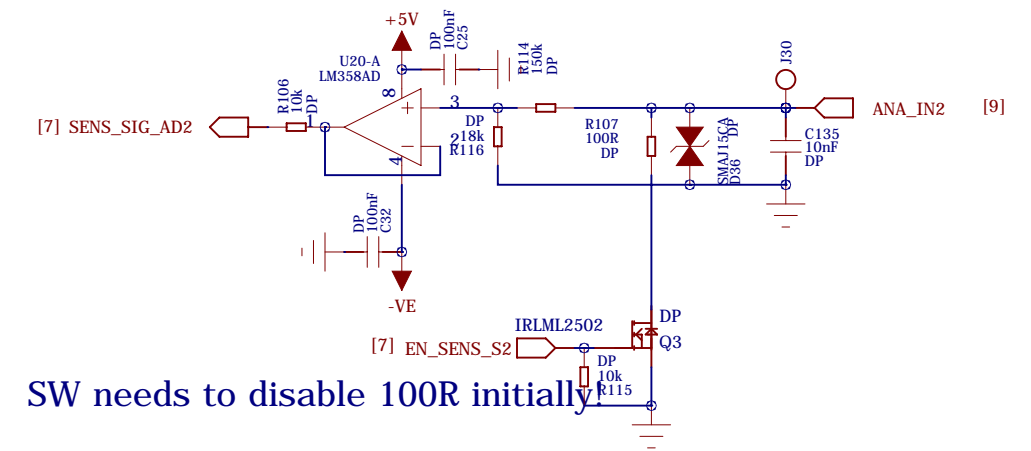 +5V
DP
100nF
C25
R114
150k
DP
J30
U20-A
LM358AD
8
R106
10k
DP
1
+
3
[7] SENS_SIG_AD2
ANA_IN2 [9]
DP
18k
R116
2
-
4
R107
100R
DP
SMAJ15CA
DP
D36
C135
10nF
DP
DP
100nF
C32
-VE
IRLML2502
DP
Q3
[7] EN_SENS_S2
DP
10k
R115
SW needs to disable 100R initially!